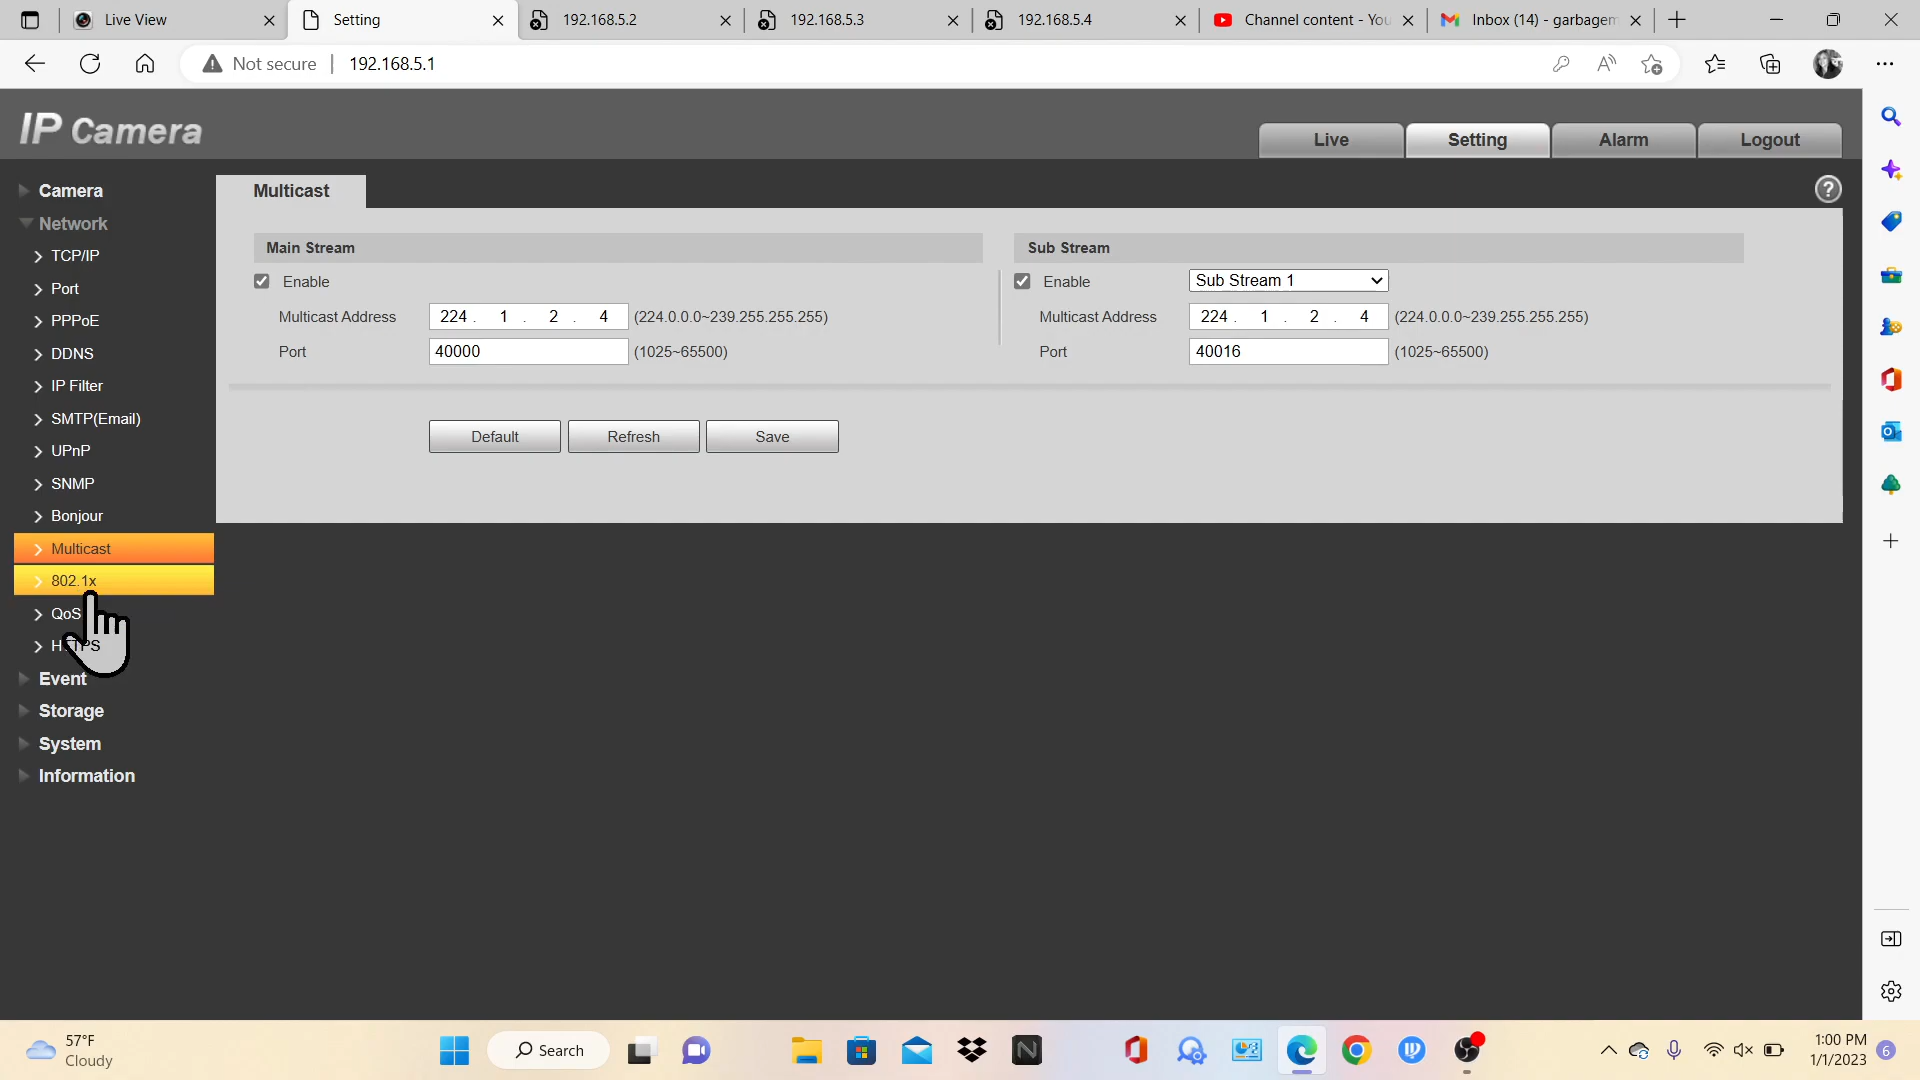 Live View
Setting
192.168.5.2
192.168.5.3
192.168.5.4
Channel content - You
Inbox (14) - garbagem
Not secure
192.168.5.1
IP Camera
Live
Setting
Alarm
Logout
Camera
Network
TCP/IP
Port
PPPoE
DDNS
IP Filter
SMTP(Email)
UPnP
SNMP
Bonjour
Multicast
802.1x
QoS
HTTPS
Event
Storage
System
Information
Multicast
Main Stream
Enable
Multicast Address 224. 1 . 2 . 4 (224.0.0.0~239.255.255.255)
Port 40000 (1025~65500)
Sub Stream
Enable Sub Stream 1
Multicast Address 224. 1 . 2 . 4 (224.0.0.0~239.255.255.255)
Port 40016 (1025~65500)
Default Refresh Save
57°F
Cloudy
Search
1:00 PM
1/1/2023
6